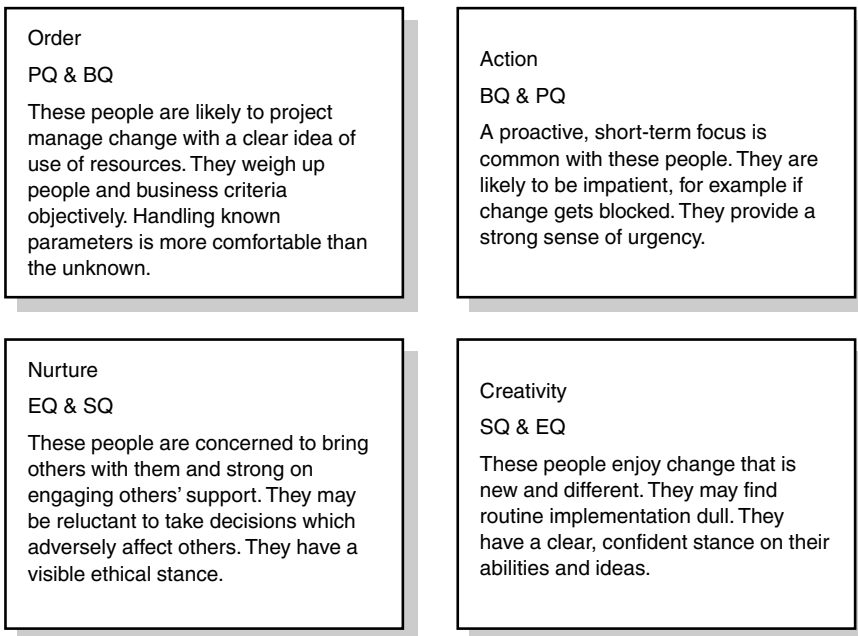 Order
PQ & BQ
These people are likely to project
manage change with a clear idea of
use of resources. They weigh up
people and business criteria
objectively. Handling known
parameters is more comfortable than
the unknown.
Action
BQ & PQ
A proactive, short-term focus is
common with these people. They are
likely to be impatient, for example if
change gets blocked. They provide a
strong sense of urgency.
Nurture
EQ & SQ
These people are concerned to bring
others with them and strong on
engaging others’ support. They may
be reluctant to take decisions which
adversely affect others. They have a
visible ethical stance.
Creativity
SQ & EQ
These people enjoy change that is
new and different. They may find
routine implementation dull. They
have a clear, confident stance on their
abilities and ideas.